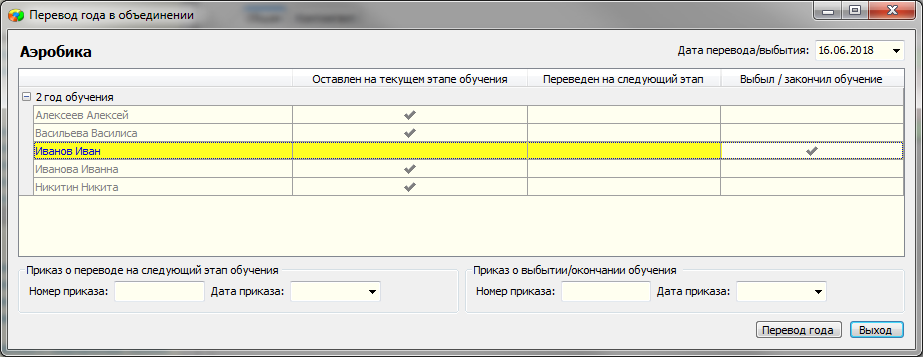 Перевод года в объединении
Аэробика
Дата перевода/выбытия: 16.06.2018
Оставлен на текущем этапе обучения Переведен на следующий этап Выбыл / закончил обучение
2 год обучения
Алексеев Алексей
Васильева Василиса
Иванов Иван
Иванова Иванна
Никитин Никита
Приказ о переводе на следующий этап обучения
Номер приказа: Дата приказа:
Приказ о выбытии/окончании обучения
Номер приказа: Дата приказа:
Перевод года Выход